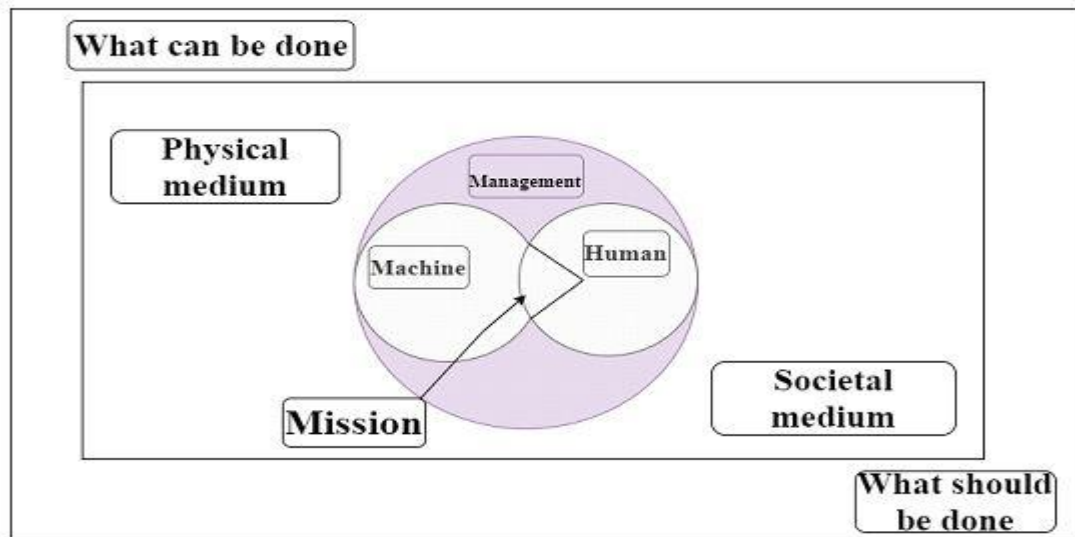 What can be done
Physical
medium
Management
Machine
Human
Mission
Societal
medium
What should
be done